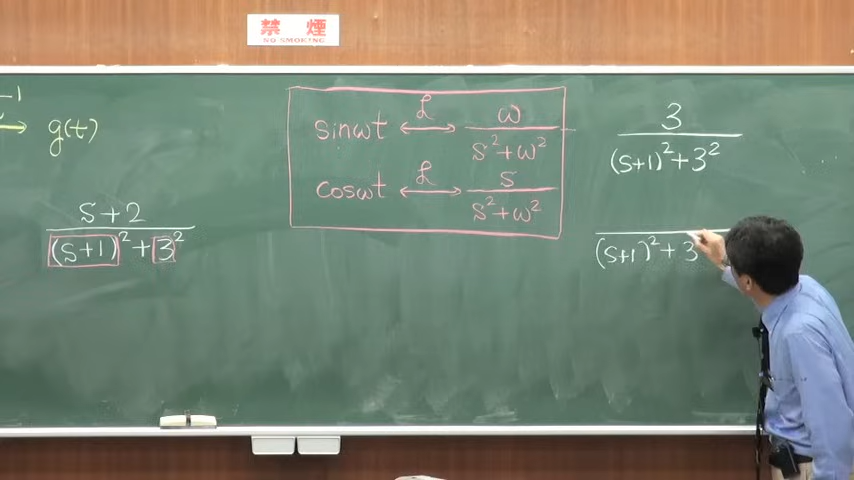 禁 煙
NO SMOKING
-1
g(t)
sinωt ↔ℒ ω/(s²+ω²)
cosωt ↔ℒ s/(s²+ω²)
s+2
(s+1)²+3²
3
(s+1)²+3²
(s+1)²+3